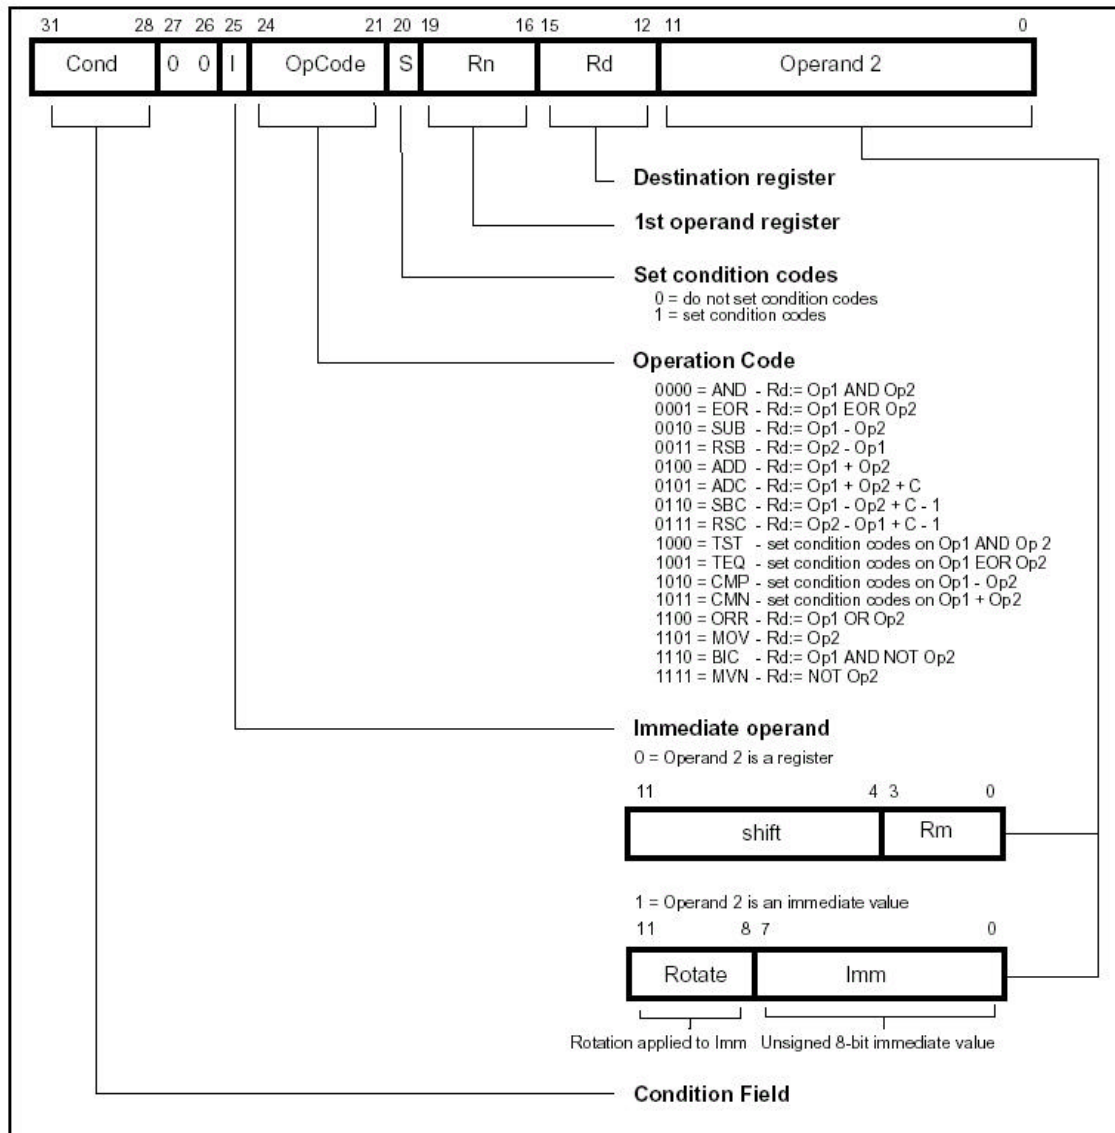 31 28 27 26 25 24 21 20 19 16 15 12 11 0
Cond 0 0 I OpCode S Rn Rd Operand 2
Destination register
1st operand register
Set condition codes
0 = do not set condition codes
1 = set condition codes
Operation Code
0000 = AND - Rd:= Op1 AND Op2
0001 = EOR - Rd:= Op1 EOR Op2
0010 = SUB - Rd:= Op1 - Op2
0011 = RSB - Rd:= Op2 - Op1
0100 = ADD - Rd:= Op1 + Op2
0101 = ADC - Rd:= Op1 + Op2 + C
0110 = SBC - Rd:= Op1 - Op2 + C - 1
0111 = RSC - Rd:= Op2 - Op1 + C - 1
1000 = TST - set condition codes on Op1 AND Op 2
1001 = TEQ - set condition codes on Op1 EOR Op2
1010 = CMP - set condition codes on Op1 - Op2
1011 = CMN - set condition codes on Op1 + Op2
1100 = ORR - Rd:= Op1 OR Op2
1101 = MOV - Rd:= Op2
1110 = BIC - Rd:= Op1 AND NOT Op2
1111 = MVN - Rd:= NOT Op2
Immediate operand
0 = Operand 2 is a register
11 4 3 0
shift Rm
1 = Operand 2 is an immediate value
11 8 7 0
Rotate Imm
Rotation applied to Imm Unsigned 8-bit immediate value
Condition Field